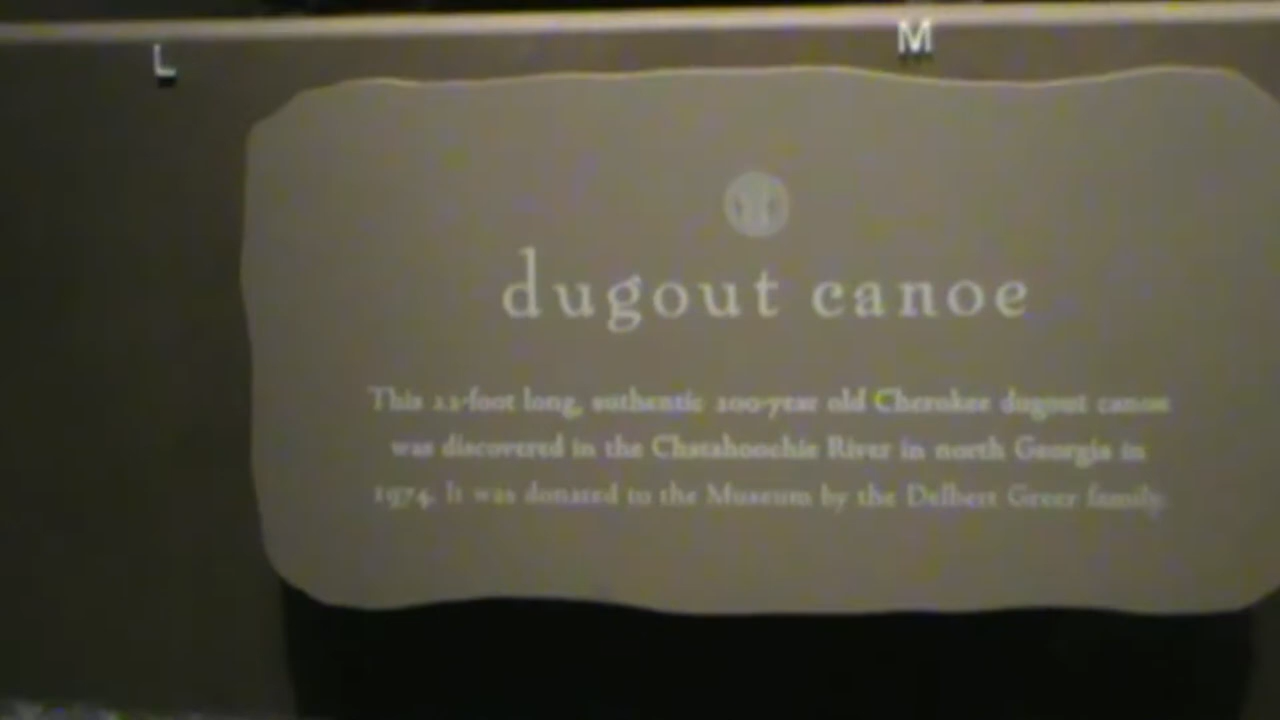 L M
dugout canoe
This 22-foot long, authentic 200-year old Cherokee dugout canoe
was discovered in the Chatahoochie River in north Georgia in
1974. It was donated to the Museum by the Delbert Greer family.